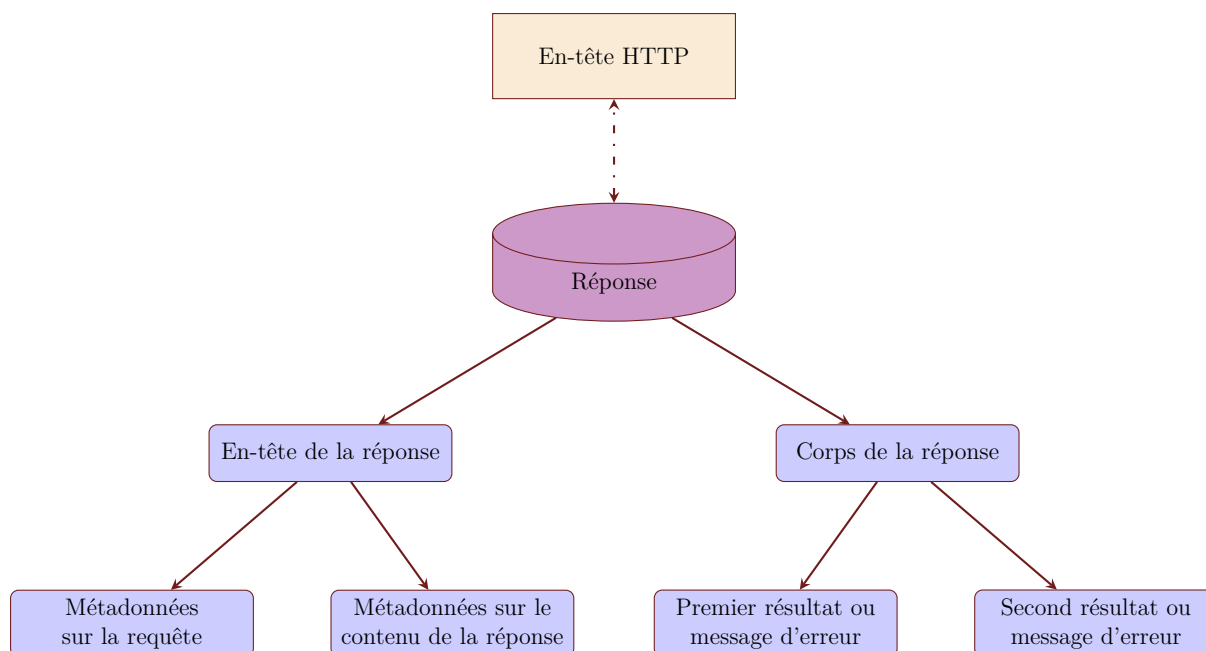 En-tête HTTP
Réponse
En-tête de la réponse
Corps de la réponse
Métadonnées
sur la requête
Métadonnées sur le
contenu de la réponse
Premier résultat ou
message d'erreur
Second résultat ou
message d'erreur